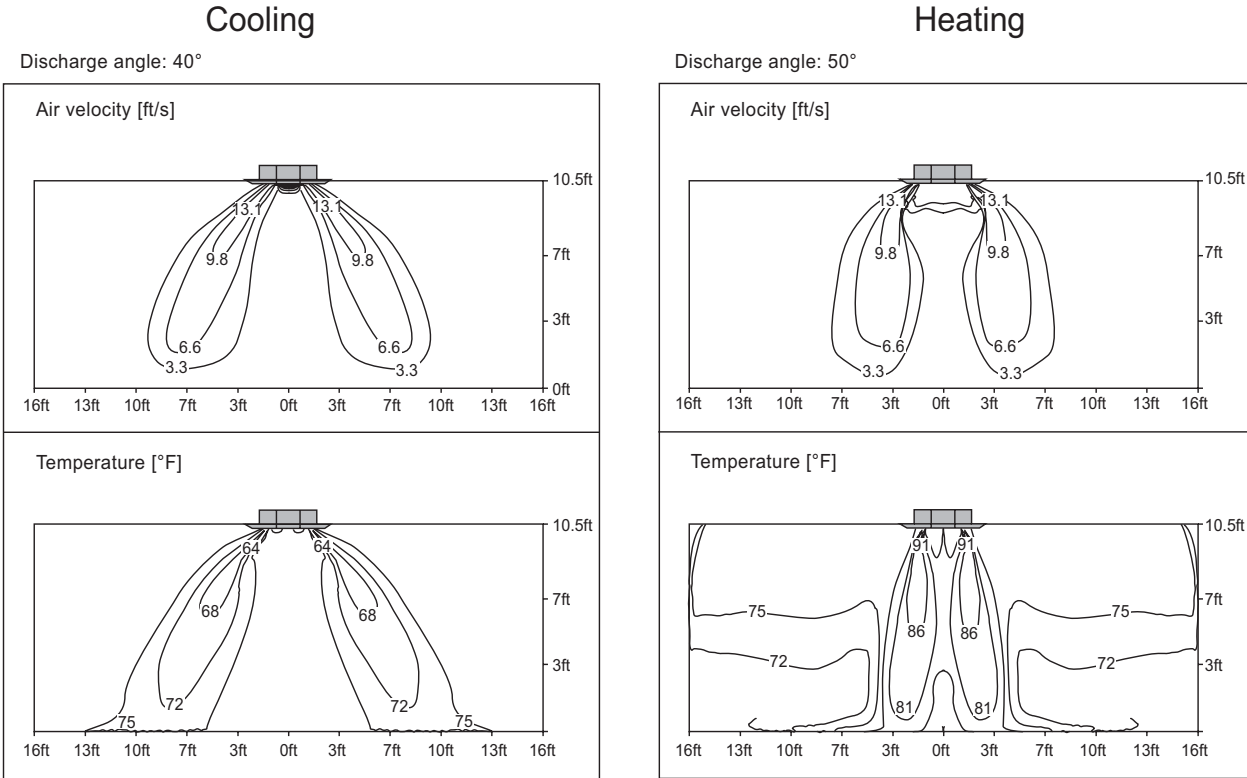 Cooling
Discharge angle: 40°
Air velocity [ft/s]
13.1 13.1
9.8 9.8
6.6 6.6
3.3 3.3
10.5ft
7ft
3ft
0ft
16ft 13ft 10ft 7ft 3ft 0ft 3ft 7ft 10ft 13ft 16ft
Temperature [°F]
64 64
68 68
72 72
75 75
10.5ft
7ft
3ft
16ft 13ft 10ft 7ft 3ft 0ft 3ft 7ft 10ft 13ft 16ft
Heating
Discharge angle: 50°
Air velocity [ft/s]
13.1 13.1
9.8 9.8
6.6 6.6
3.3 3.3
10.5ft
7ft
3ft
16ft 13ft 10ft 7ft 3ft 0ft 3ft 7ft 10ft 13ft 16ft
Temperature [°F]
91 91
75 75
86 86
72 72
81 81
10.5ft
7ft
3ft
16ft 13ft 10ft 7ft 3ft 0ft 3ft 7ft 10ft 13ft 16ft